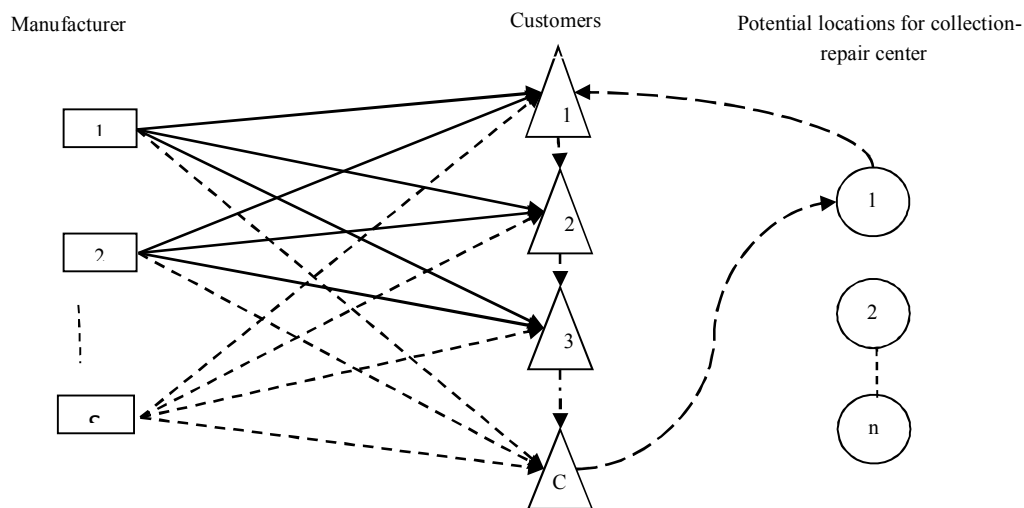 Manufacturer
Customers
Potential locations for collection-
repair center
1
1
1
2
2
2
3
n
C